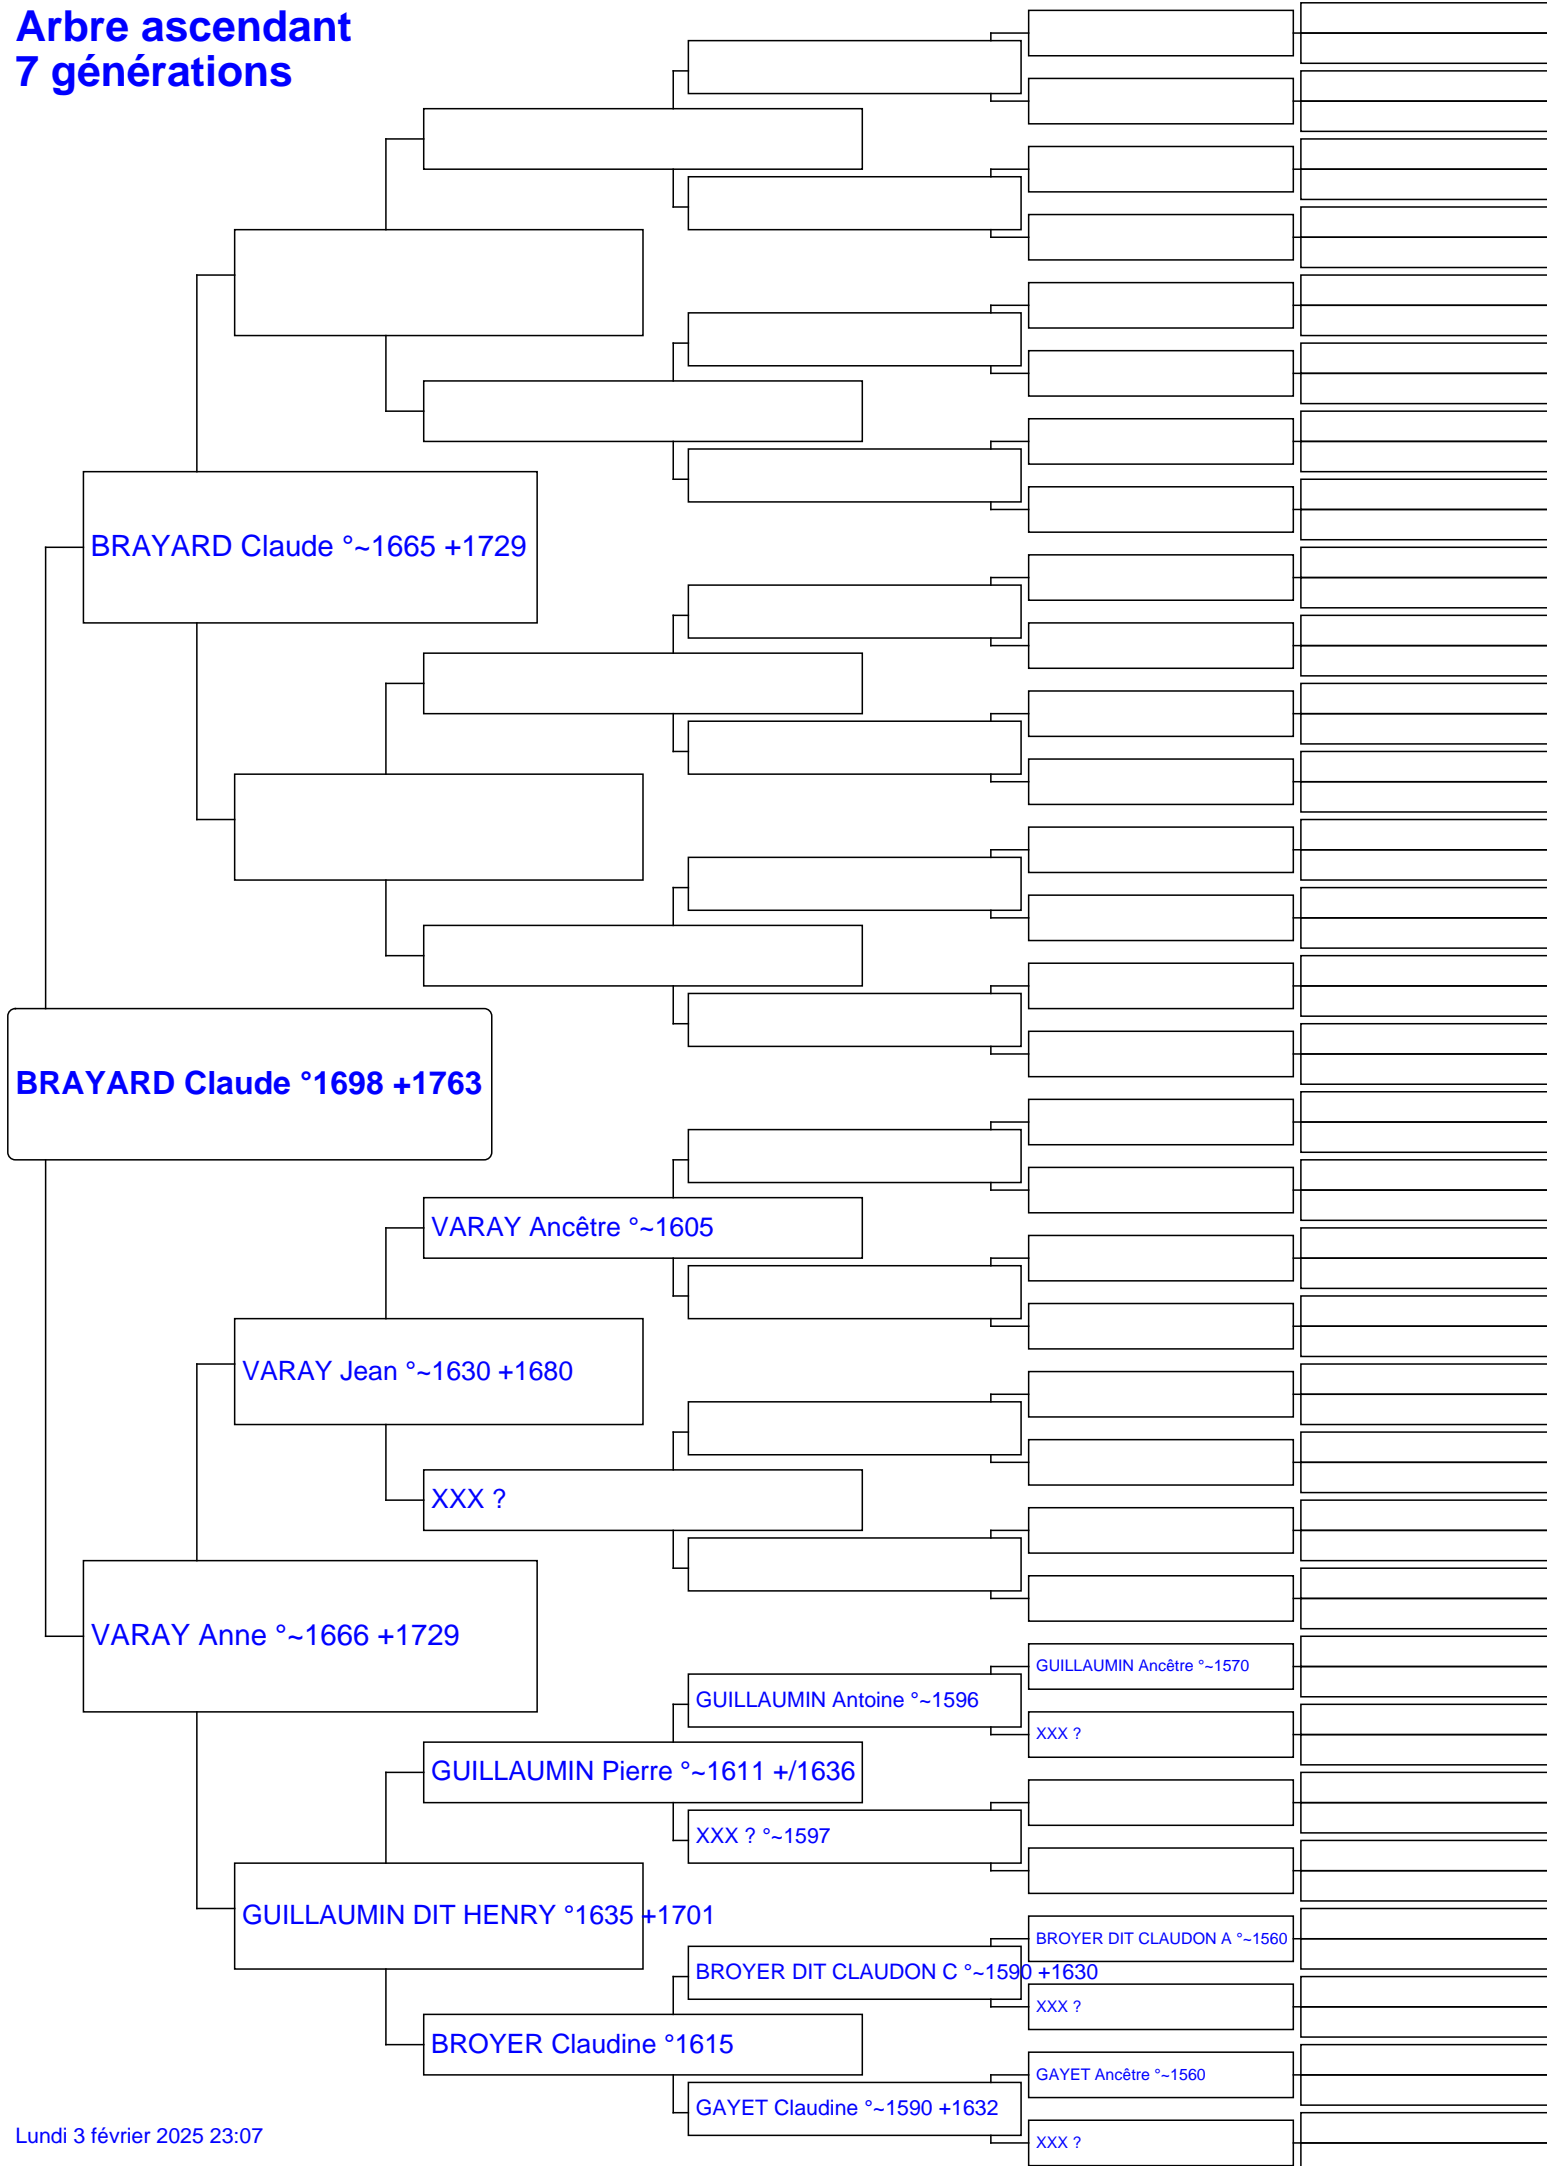 Arbre ascendant
7 générations
BRAYARD Claude °~1665 +1729
BRAYARD Claude °1698 +1763
VARAY Ancêtre °~1605
VARAY Jean °~1630 +1680
XXX ?
VARAY Anne °~1666 +1729
GUILLAUMIN Ancêtre °~1570
GUILLAUMIN Antoine °~1596
XXX ?
GUILLAUMIN Pierre °~1611 +/1636
XXX ? °~1597
GUILLAUMIN DIT HENRY °1635 +1701
BROYER DIT CLAUDON A °~1560
BROYER DIT CLAUDON C °~1590 +1630
XXX ?
BROYER Claudine °1615
GAYET Ancêtre °~1560
GAYET Claudine °~1590 +1632
XXX ?
Lundi 3 février 2025 23:07